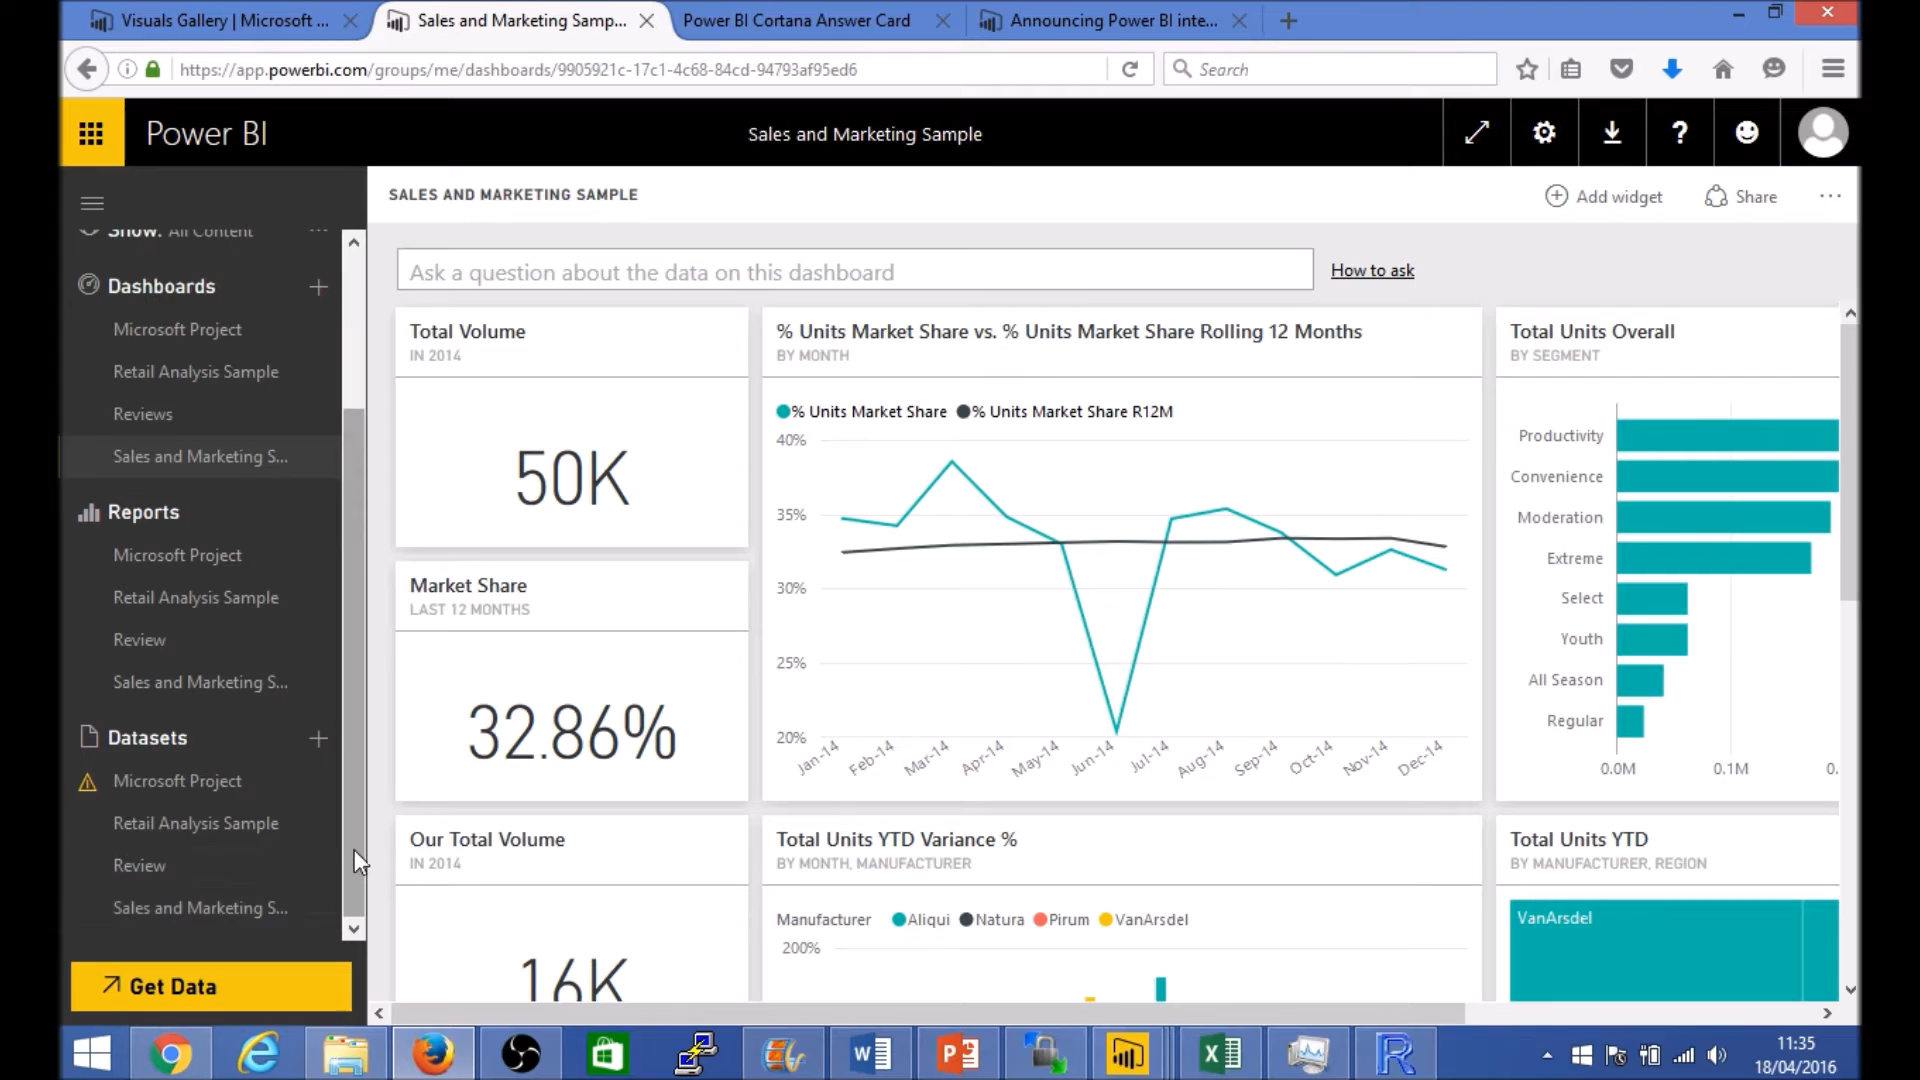 Visuals Gallery | Microsoft ...
Sales and Marketing Samp...
Power BI Cortana Answer Card
Announcing Power BI inte...
https://app.powerbi.com/groups/me/dashboards/9905921c-17c1-4c68-84cd-94793af95ed6
Search
Power BI
Sales and Marketing Sample
SALES AND MARKETING SAMPLE
Add widget
Share
Show: All Content
Dashboards
Microsoft Project
Retail Analysis Sample
Reviews
Sales and Marketing S...
Reports
Microsoft Project
Retail Analysis Sample
Review
Sales and Marketing S...
Datasets
Microsoft Project
Retail Analysis Sample
Review
Sales and Marketing S...
Get Data
Ask a question about the data on this dashboard
How to ask
Total Volume
IN 2014
50K
Market Share
LAST 12 MONTHS
32.86%
Our Total Volume
IN 2014
16K
% Units Market Share vs. % Units Market Share Rolling 12 Months
BY MONTH
% Units Market Share
% Units Market Share R12M
40%
35%
30%
25%
20%
Jan-14
Feb-14
Mar-14
Apr-14
May-14
Jun-14
Jul-14
Aug-14
Sep-14
Oct-14
Nov-14
Dec-14
Total Units YTD Variance %
BY MONTH, MANUFACTURER
Manufacturer Aliqui Natura Pirum VanArsdel
200%
Total Units Overall
BY SEGMENT
Productivity
Convenience
Moderation
Extreme
Select
Youth
All Season
Regular
0.0M
0.1M
0.
Total Units YTD
BY MANUFACTURER, REGION
VanArsdel
11:35
18/04/2016